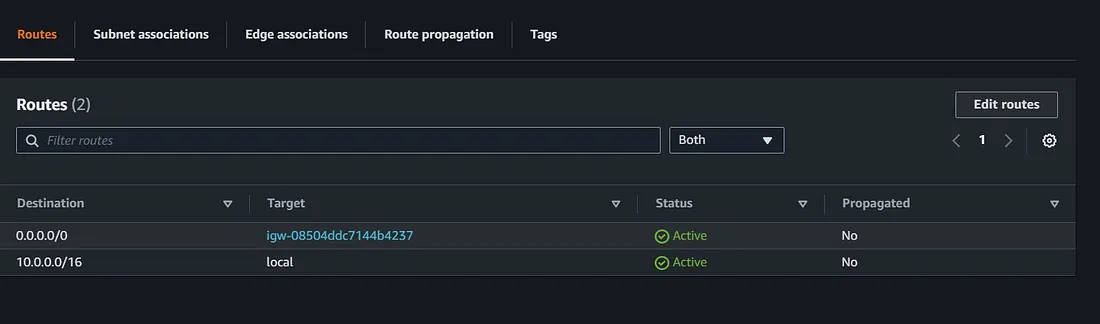 Routes Subnet associations Edge associations Route propagation Tags
Routes (2)
Edit routes
Filter routes
Both
1
Destination Target Status Propagated
0.0.0.0/0 igw-08504ddc7144b4237 Active No
10.0.0.0/16 local Active No